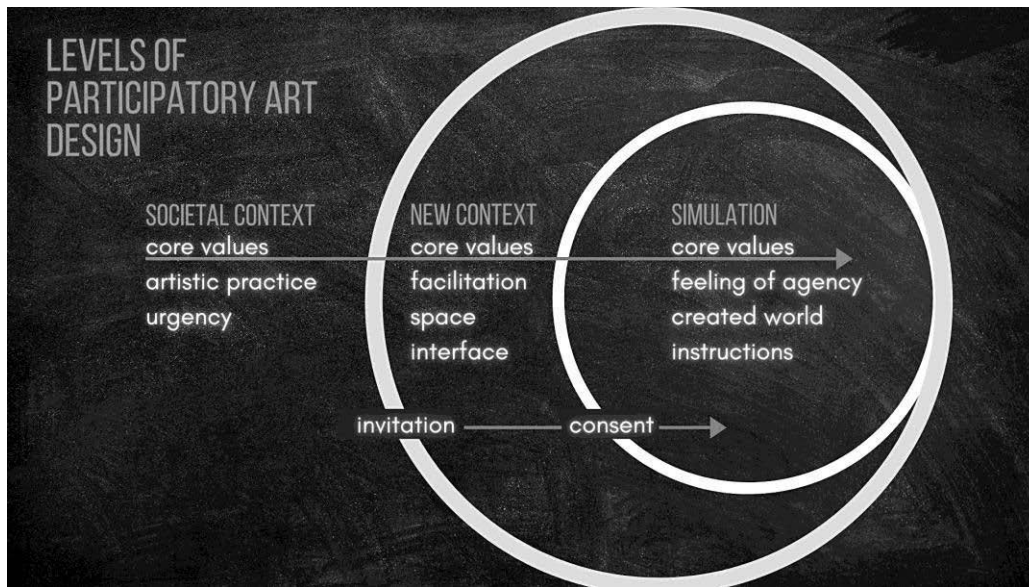 LEVELS OF
PARTICIPATORY ART
DESIGN
SOCIETAL CONTEXT
core values
artistic practice
urgency
NEW CONTEXT
core values
facilitation
space
interface
SIMULATION
core values
feeling of agency
created world
instructions
invitation
consent